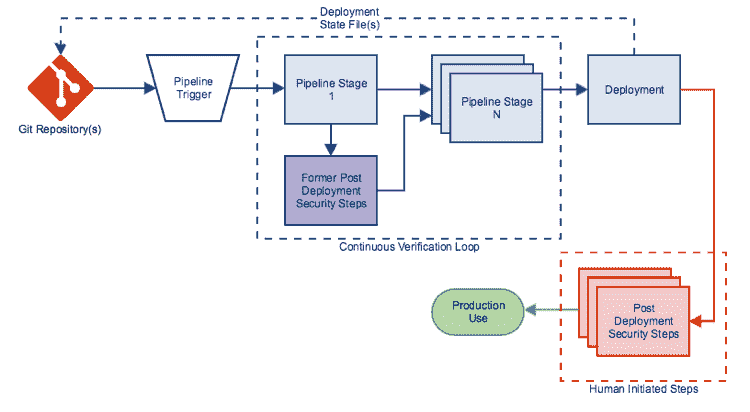 Deployment
State File(s)
Git Repository(s)
Pipeline
Trigger
Pipeline Stage
1
Former Post
Deployment
Security Steps
Pipeline Stage
N
Continuous Verification Loop
Deployment
Production
Use
Post
Deployment
Security Steps
Human Initiated Steps